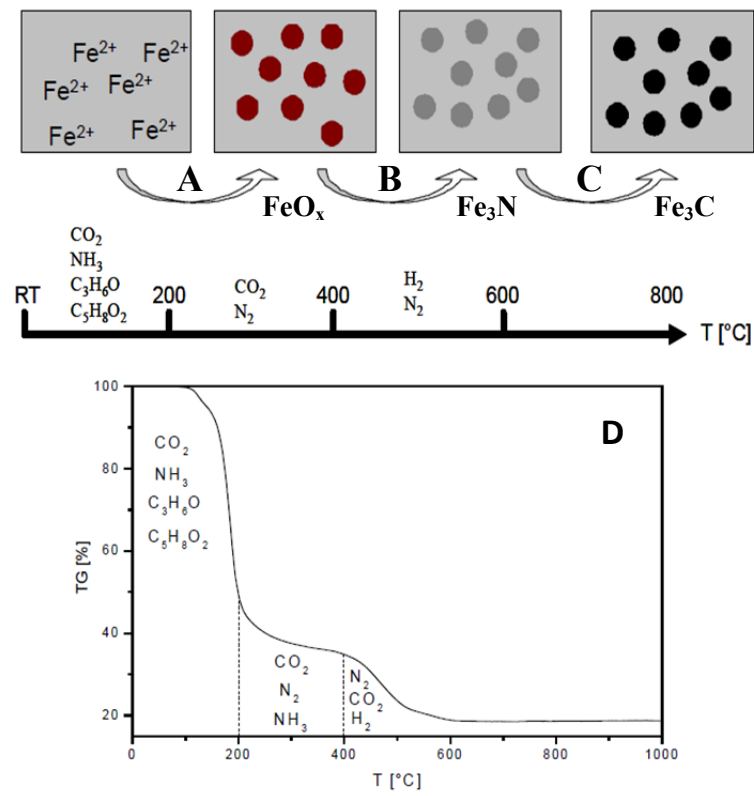 Fe²⁺ Fe²⁺
Fe²⁺ Fe²⁺
Fe²⁺ Fe²⁺
A B C
FeOₓ Fe₃N Fe₃C
CO₂
NH₃
C₃H₆O
C₅H₈O₂
CO₂
N₂
H₂
N₂
RT 200 400 600 800
T [°C]
D
100
80
60
40
20
TG [%]
CO₂
NH₃
C₃H₆O
C₅H₈O₂
CO₂
N₂
NH₃
N₂
CO₂
H₂
0 200 400 600 800 1000
T [°C]